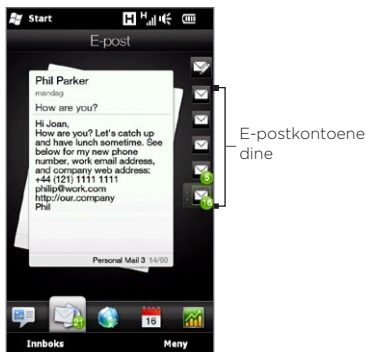 Start
H
H
E-post
Phil Parker
mandag
How are you?
Hi Joan,
How are you? Let's catch up
and have lunch sometime. See
below for my new phone
number, work email address,
and company web address:
+44 (121) 1111 1111
philip@work.com
http://our.company
Phil
Personal Mail 3 14/60
5
16
21
16
Innboks
Meny
E-postkontoene
dine